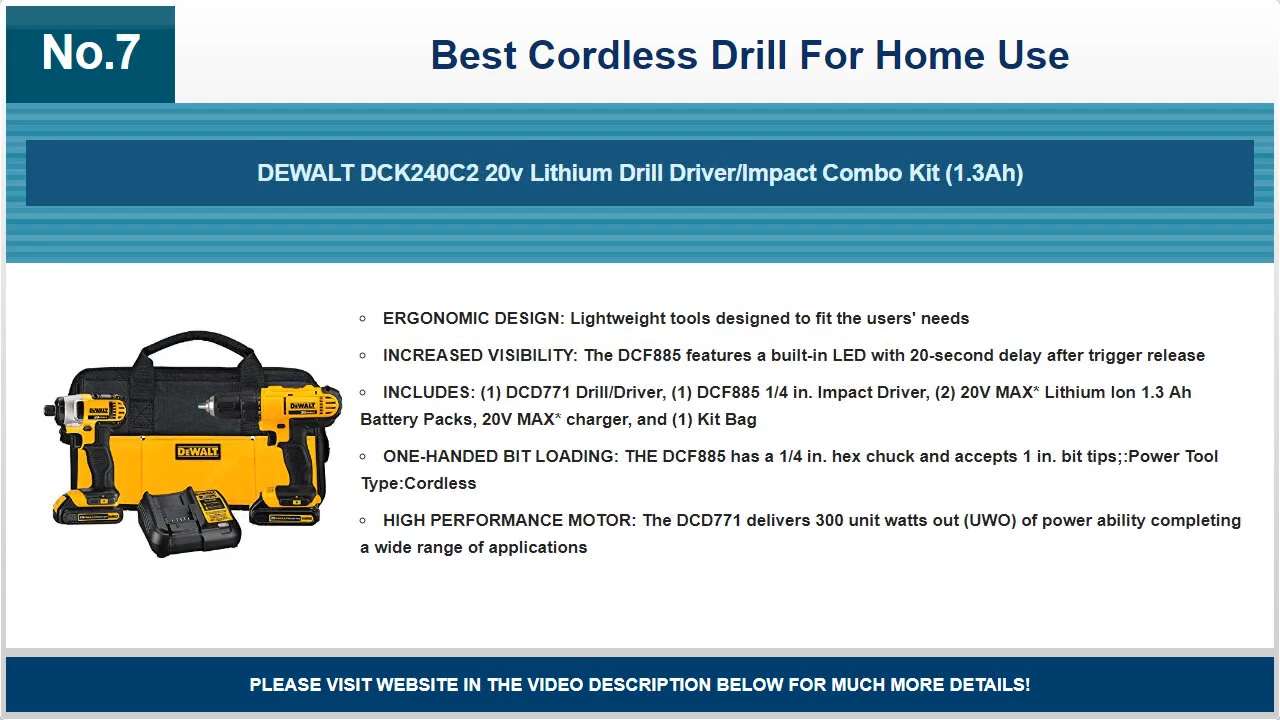 No.7
Best Cordless Drill For Home Use
DEWALT DCK240C2 20v Lithium Drill Driver/Impact Combo Kit (1.3Ah)
ERGONOMIC DESIGN: Lightweight tools designed to fit the users' needs
INCREASED VISIBILITY: The DCF885 features a built-in LED with 20-second delay after trigger release
INCLUDES: (1) DCD771 Drill/Driver, (1) DCF885 1/4 in. Impact Driver, (2) 20V MAX* Lithium Ion 1.3 Ah
Battery Packs, 20V MAX* charger, and (1) Kit Bag
ONE-HANDED BIT LOADING: THE DCF885 has a 1/4 in. hex chuck and accepts 1 in. bit tips;:Power Tool
Type:Cordless
HIGH PERFORMANCE MOTOR: The DCD771 delivers 300 unit watts out (UWO) of power ability completing
a wide range of applications
DEWALT
DEWALT
DEWALT
PLEASE VISIT WEBSITE IN THE VIDEO DESCRIPTION BELOW FOR MUCH MORE DETAILS!